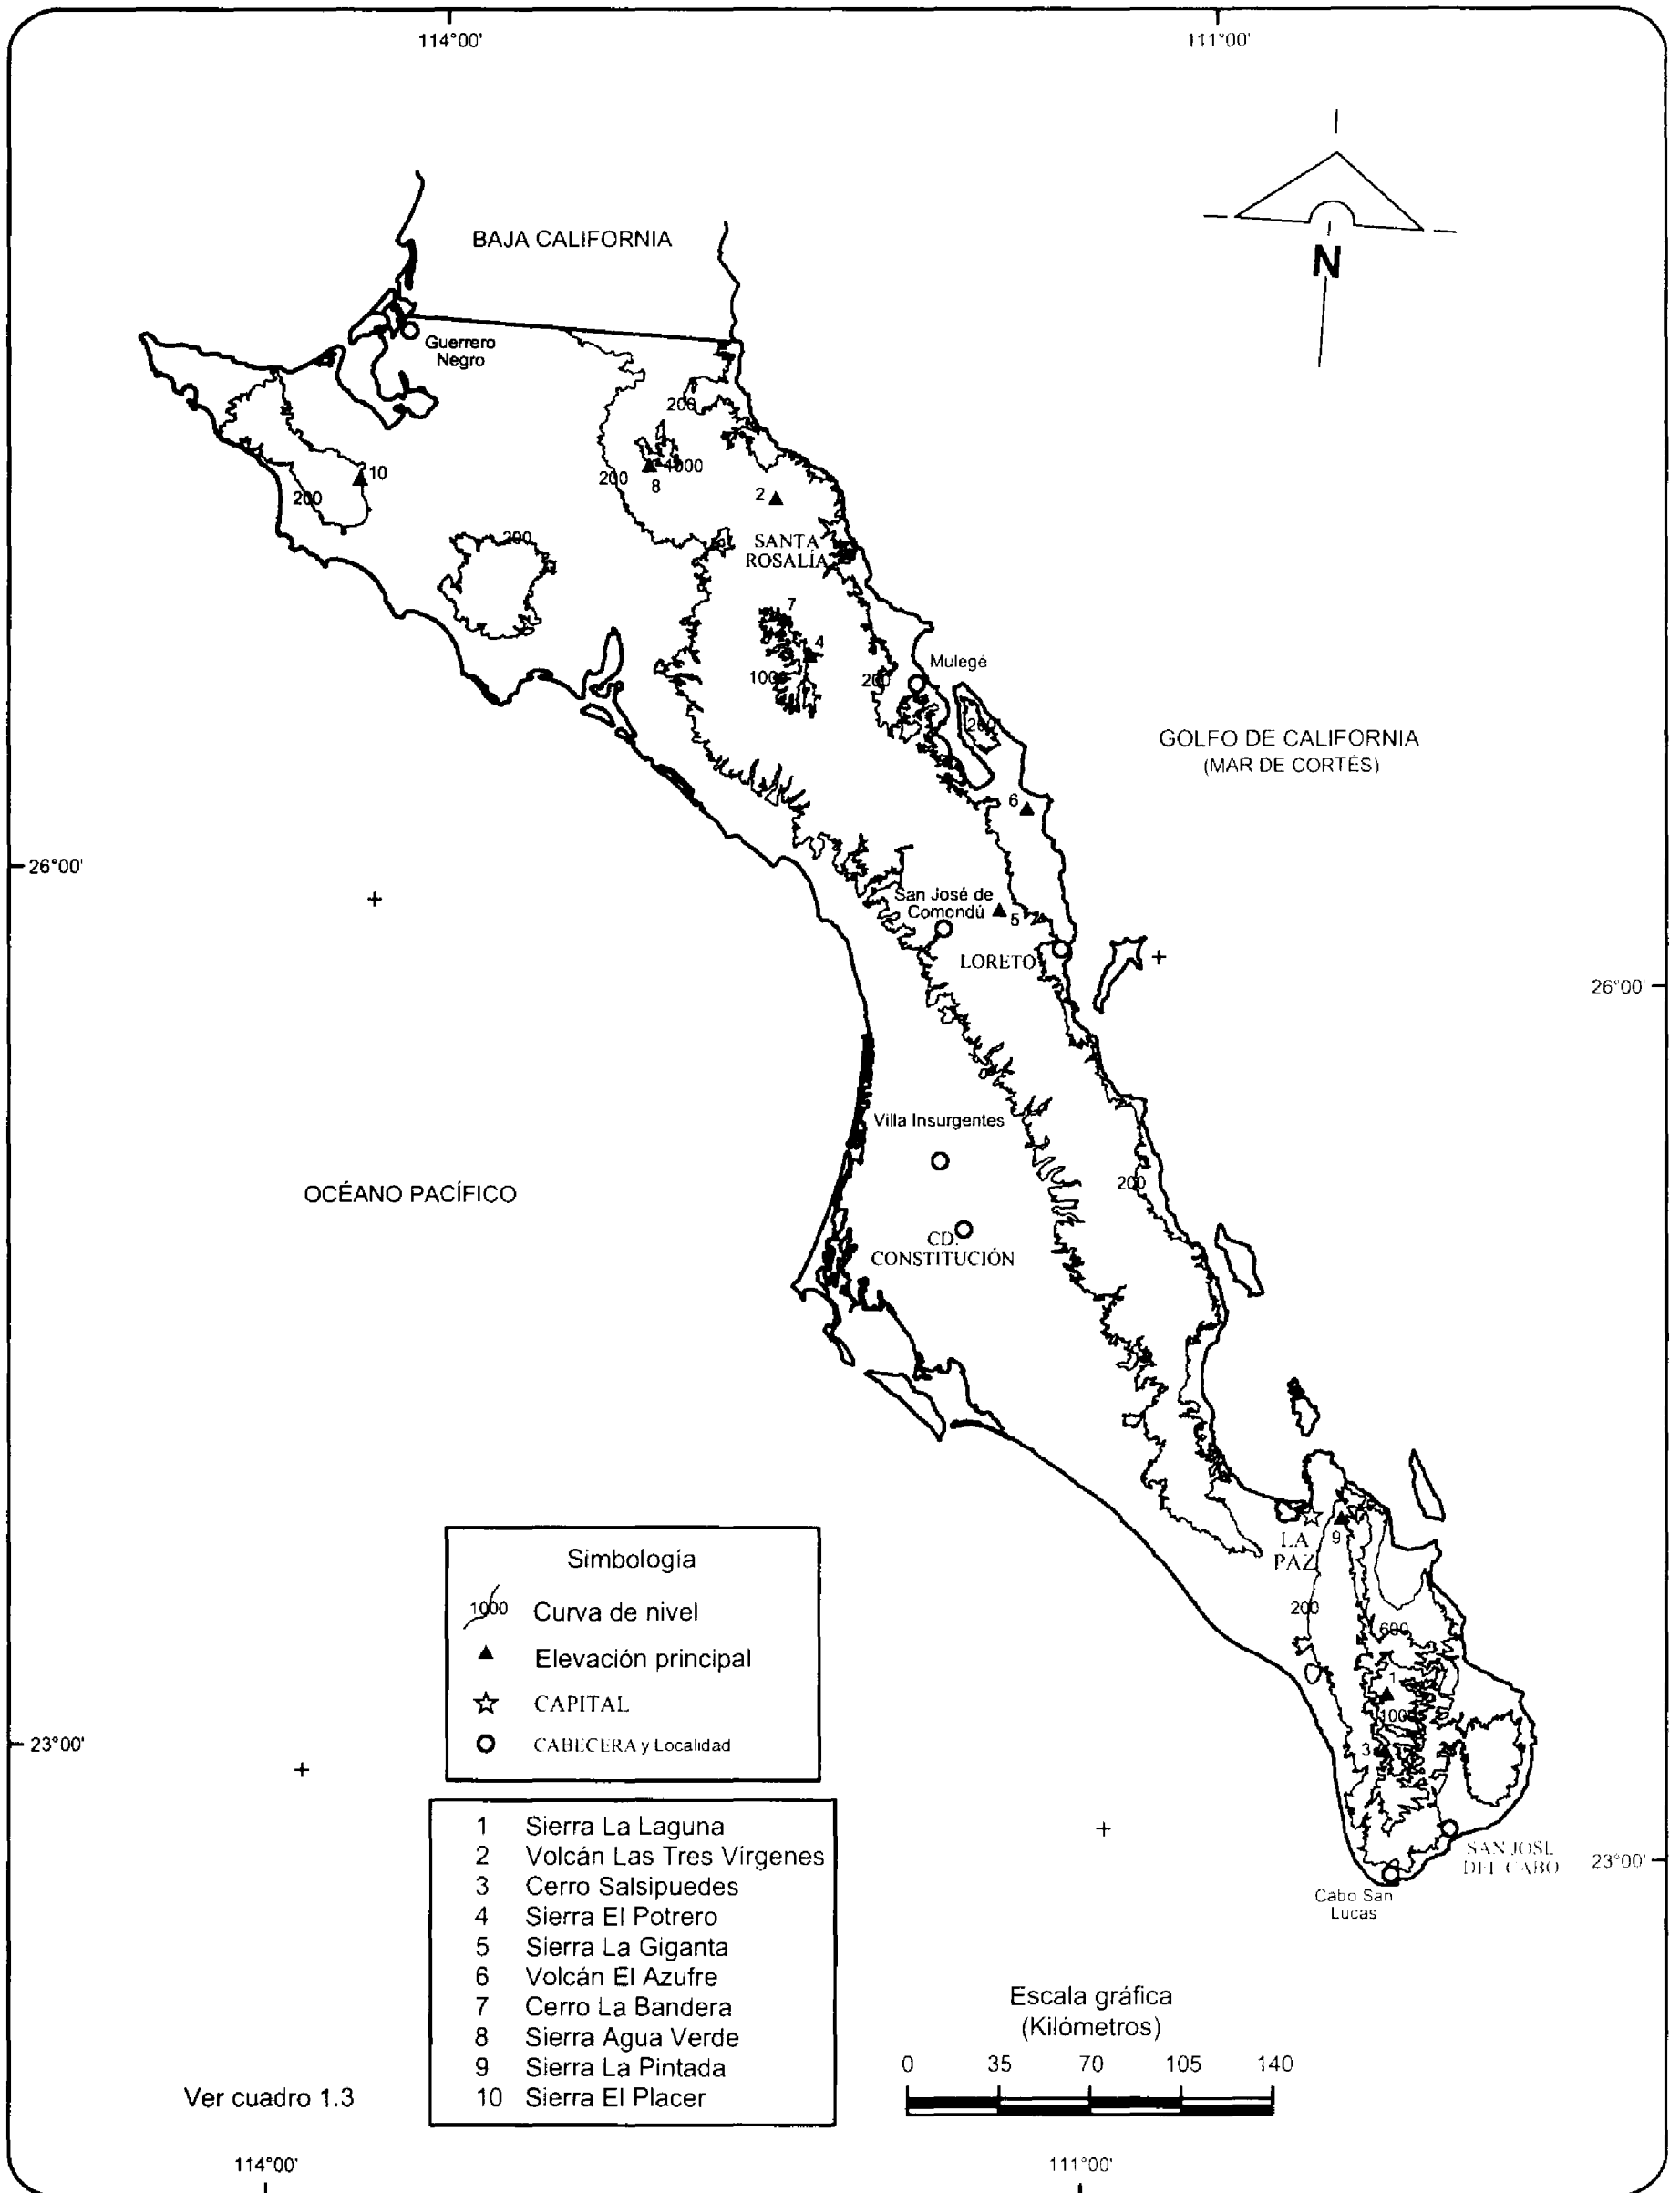 114°00'
111°00'
BAJA CALIFORNIA
N
Guerrero
Negro
200
10
200
1000
200
8
2
200
SANTA
ROSALÍA
7
4
1000
200
Mulegé
200
GOLFO DE CALIFORNIA
(MAR DE CORTÉS)
6
26°00'
San José de
Comondú
5
LORETO
26°00'
Villa Insurgentes
200
OCÉANO PACÍFICO
CD.
CONSTITUCIÓN
LA
PAZ
9
200
600
1
1000
3
23°00'
SAN JOSE
DEL CABO
23°00'
Cabo San
Lucas
Simbología
1000 Curva de nivel
Elevación principal
CAPITAL
CABECERA y Localidad
1 Sierra La Laguna
2 Volcán Las Tres Vírgenes
3 Cerro Salsipuedes
4 Sierra El Potrero
5 Sierra La Giganta
6 Volcán El Azufre
7 Cerro La Bandera
8 Sierra Agua Verde
9 Sierra La Pintada
10 Sierra El Placer
Ver cuadro 1.3
Escala gráfica
(Kilómetros)
0 35 70 105 140
114°00'
111°00'